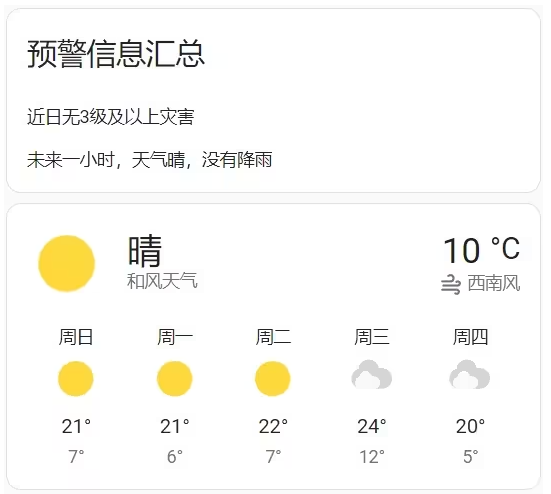 预警信息汇总
近日无3级及以上灾害
未来一小时，天气晴，没有降雨
晴
10 °C
和风天气
西南风
周日 周一 周二 周三 周四
21° 21° 22° 24° 20°
7° 6° 7° 12° 5°